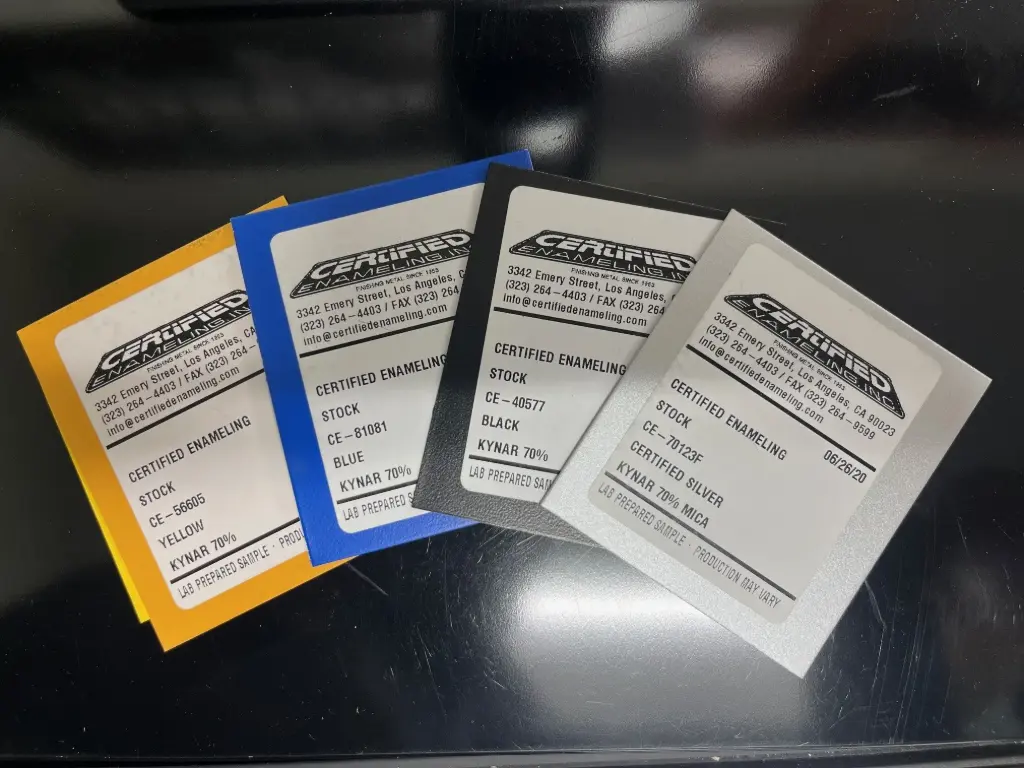 CERTIFIED
ENAMELING INC
FINISHING METAL SINCE 1953
3342 Emery Street, Los Angeles, CA
(323) 264-4403 / FAX (323) 264-
info@certifiedenameling.com
CERTIFIED ENAMELING
STOCK
CE-56605
YELLOW
KYNAR 70%
LAB PREPARED SAMPLE · PRODU
CERTIFIED
ENAMELING IN
FINISHING METAL SINCE 1953
3342 Emery Street, Los Angeles, C
(323) 264-4403 / FAX (323)
info@certifiedenameling.com
CERTIFIED ENAMELING
STOCK
CE-81081
BLUE
KYNAR 70%
LAB PREPARED S
CERTIFIED
ENAMELING IN
FINISHING METAL SINCE 1953
3342 Emery Street, Los Angeles,
(323) 264-4403 / FAX (323)
info@certifiedenameling.com
CERTIFIED ENAMELING
STOCK
CE-40577
BLACK
KYNAR 70%
LAB PREPARED SAM
CERTIFIED
ENAMELING INC
FINISHING METAL SINCE 1953
3342 Emery Street, Los Angeles, CA 90023
(323) 264-4403 / FAX (323) 264-9599
info@certifiedenameling.com
06/26/20
CERTIFIED ENAMELING
STOCK
CE-70123F
CERTIFIED SILVER
KYNAR 70% MICA
LAB PREPARED SAMPLE · PRODUCTION MAY VARY